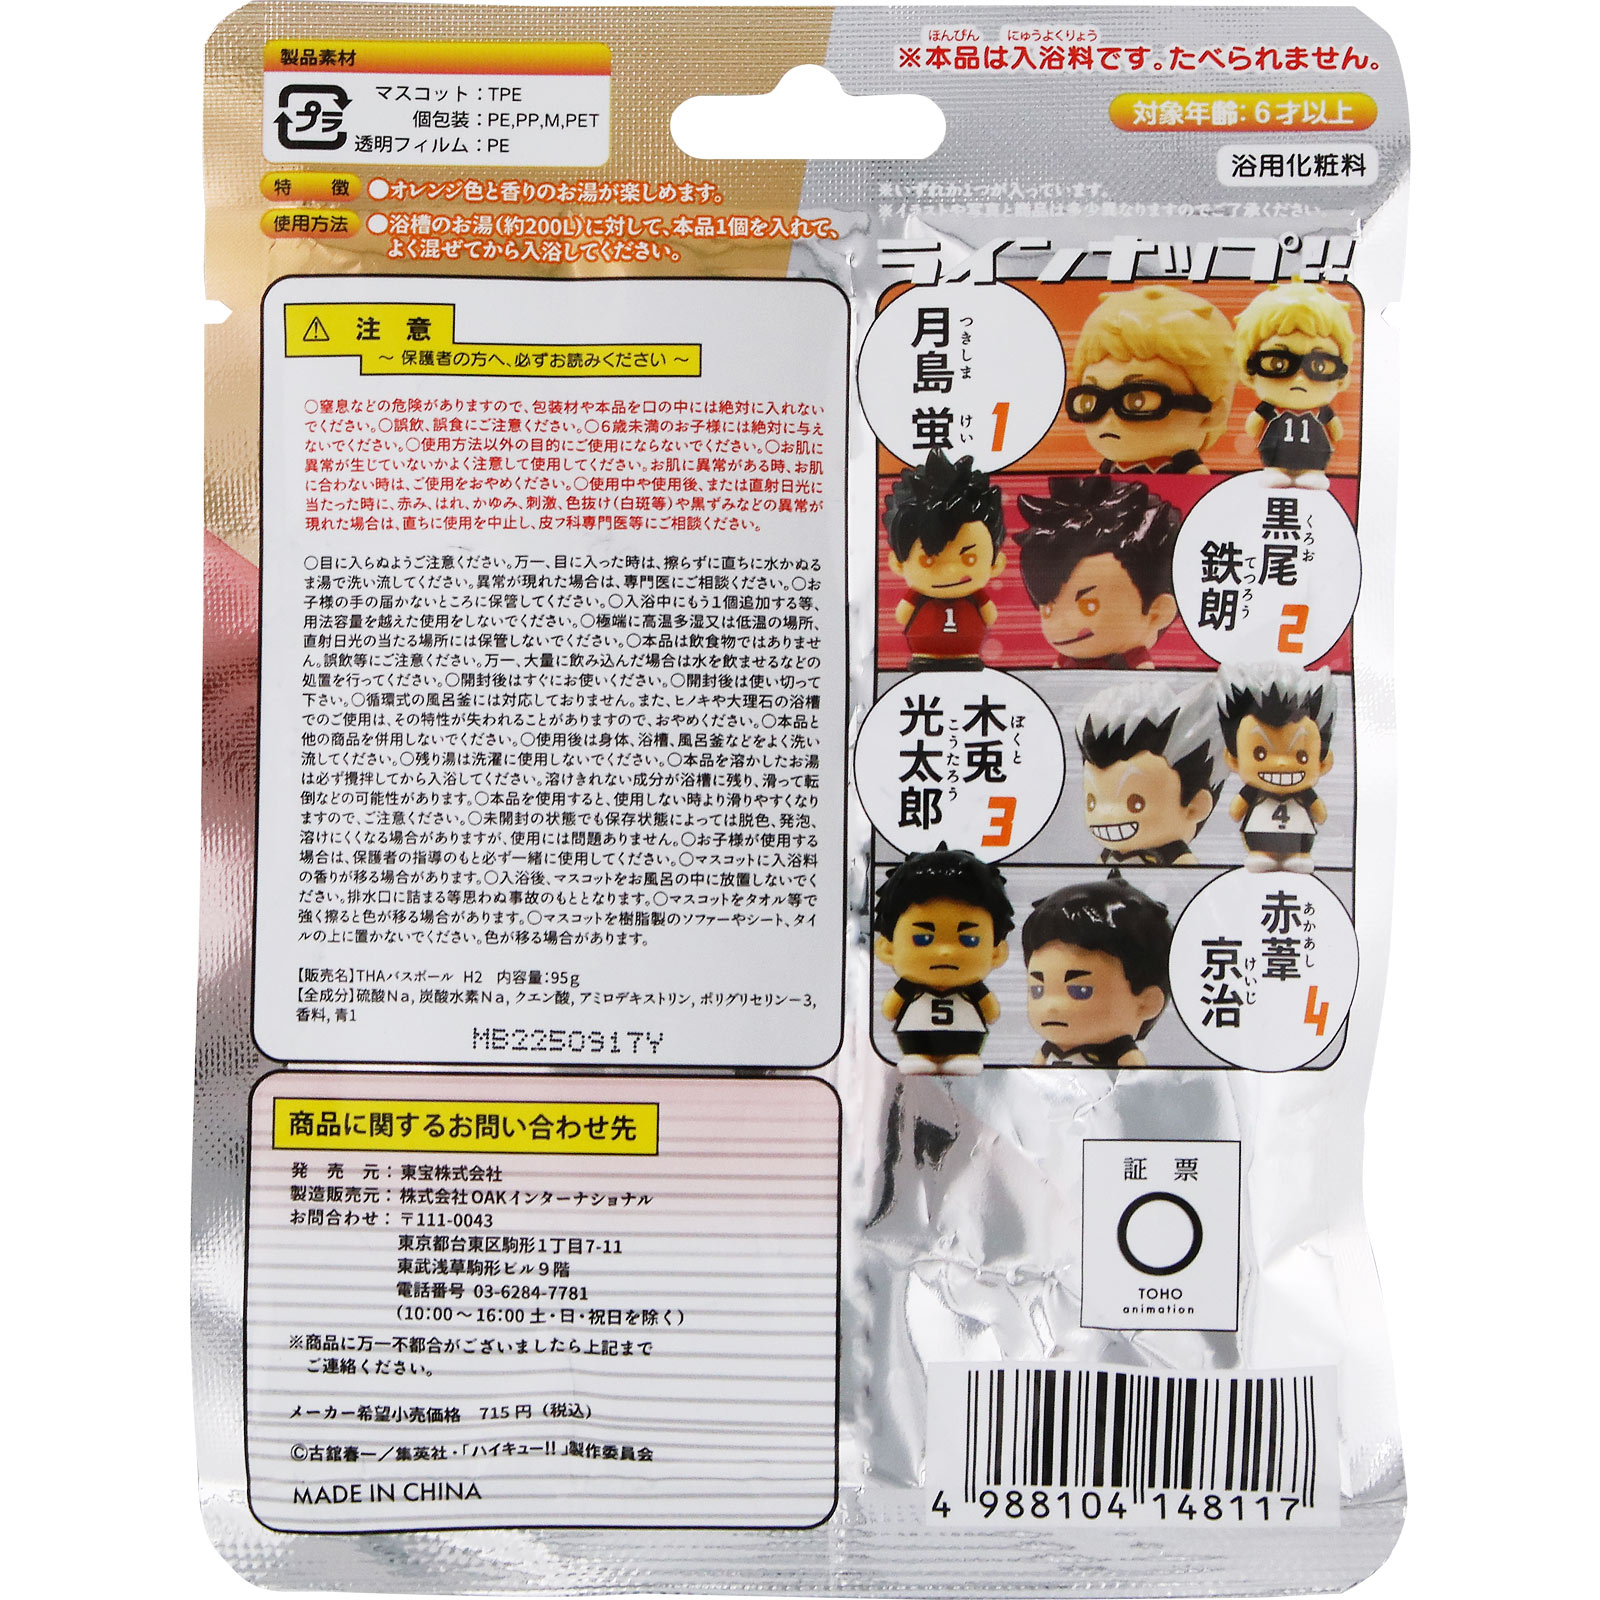 製品素材
プラ
マスコット：TPE
個包装：PE,PP,M,PET
透明フィルム：PE
特 徴 ●オレンジ色と香りのお湯が楽しめます。
使用方法 ●浴槽のお湯(約200L)に対して、本品1個を入れて、
よく混ぜてから入浴してください。
ほんぴん にゅうよくりょう
※本品は入浴料です。たべられません。
対象年齢:6才以上
浴用化粧料
※いずれか1つが入っています。
※イラストや写真と商品は多少異なりますのでご了承ください。
ラインナップ!!
月島 蛍
つきしま けい
1
11
黒尾 鉄朗
くろお てつろう
2
1
木兎 光太郎
ぼくと こうたろう
3
4
赤葦 京治
あかあし けいじ
4
5
⚠ 注 意
～ 保護者の方へ、必ずお読みください ～
○窒息などの危険がありますので、包装材や本品を口の中には絶対に入れない
でください。○誤飲、誤食にご注意ください。○6歳未満のお子様には絶対に与え
ないでください。○使用方法以外の目的にご使用にならないでください。○お肌に
異常が生じていないかよく注意して使用してください。お肌に異常がある時、お肌
に合わない時は、ご使用をおやめください。○使用中や使用後、または直射日光に
当たった時に、赤み、はれ、かゆみ、刺激、色抜け(白斑等)や黒ずみなどの異常が
現れた場合は、直ちに使用を中止し、皮フ科専門医等にご相談ください。
○目に入らぬようご注意ください。万一、目に入った時は、擦らずに直ちに水かぬる
ま湯で洗い流してください。異常が現れた場合は、専門医にご相談ください。○お
子様の手の届かないところに保管してください。○入浴中にもう1個追加する等、
用法容量を越えた使用をしないでください。○極端に高温多湿又は低温の場所、
直射日光の当たる場所には保管しないでください。○本品は飲食物ではありませ
ん。誤飲等にご注意ください。万一、大量に飲み込んだ場合は水を飲ませるなどの
処置を行ってください。○開封後はすぐにお使いください。○開封後は使い切って
下さい。○循環式の風呂釜には対応しておりません。また、ヒノキや大理石の浴槽
でのご使用は、その特性が失われることがありますので、おやめください。○本品と
他の商品を併用しないでください。○使用後は身体、浴槽、風呂釜などをよく洗い
流してください。○残り湯は洗濯に使用しないでください。○本品を溶かしたお湯
は必ず攪拌してから入浴してください。溶けきれない成分が浴槽に残り、滑って転
倒などの可能性があります。○本品を使用すると、使用しない時より滑りやすくなり
ますので、ご注意ください。○未開封の状態でも保存状態によっては脱色、発泡、
溶けにくくなる場合がありますが、使用には問題ありません。○お子様が使用する
場合は、保護者の指導のもと必ず一緒に使用してください。○マスコットに入浴料
の香りが移る場合があります。○入浴後、マスコットをお風呂の中に放置しないでく
ださい。排水口に詰まる等思わぬ事故のもととなります。○マスコットをタオル等で
強く擦ると色が移る場合があります。○マスコットを樹脂製のソファーやシート、タイ
ルの上に置かないでください。色が移る場合があります。
【販売名】THAバスボール H2 内容量：95g
【全成分】硫酸Na, 炭酸水素Na, クエン酸, アミロデキストリン, ポリグリセリン－3,
香料, 青1
MB2250917Y
商品に関するお問い合わせ先
発 売 元：東宝株式会社
製造販売元：株式会社OAKインターナショナル
お問合わせ：〒111-0043
東京都台東区駒形1丁目7-11
東武浅草駒形ビル9階
電話番号 03-6284-7781
（10:00～16:00 土・日・祝日を除く）
※商品に万一不都合がございましたら上記まで
ご連絡ください。
メーカー希望小売価格 715円（税込）
©古舘春一／集英社・「ハイキュー!!」製作委員会
MADE IN CHINA
証 票
TOHO
animation
4 988104 148117